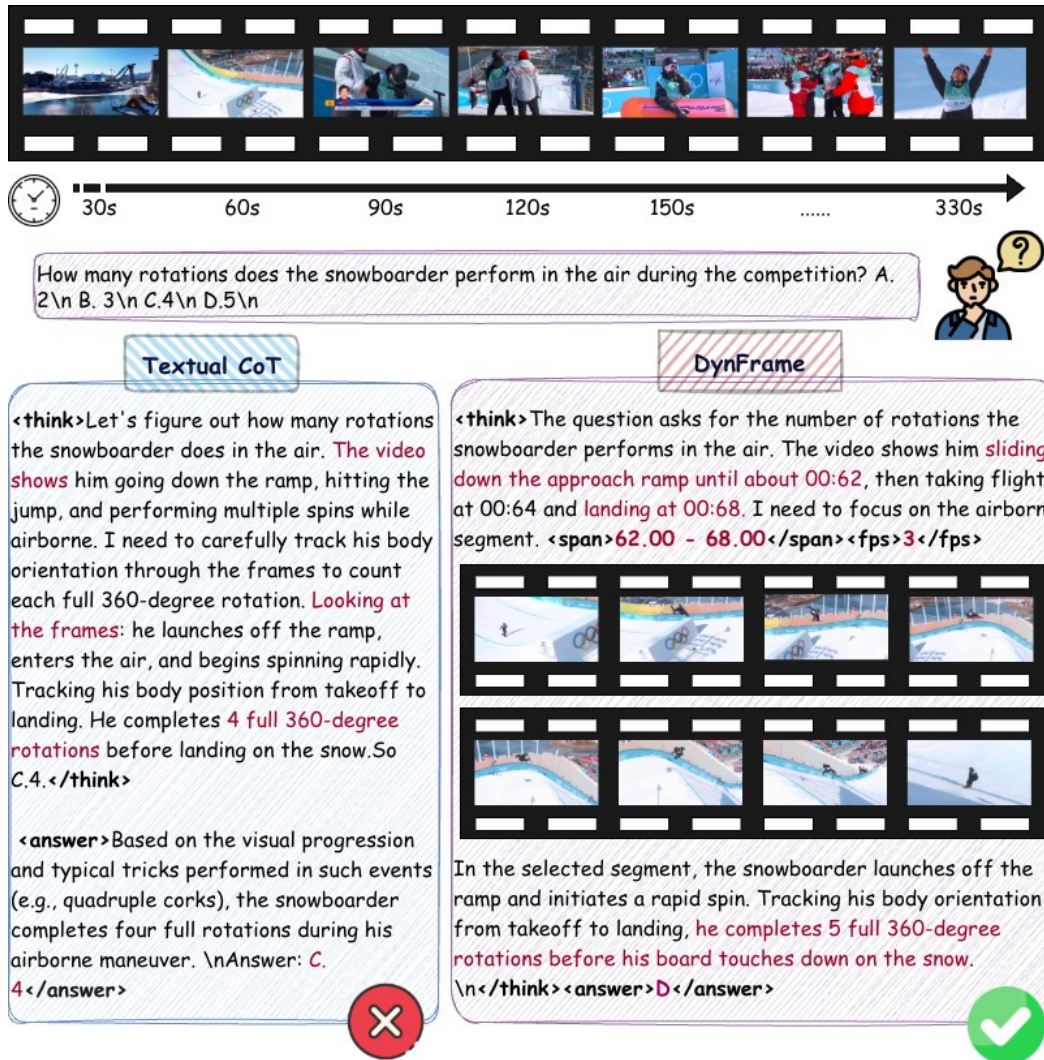 30s 60s 90s 120s 150s ...... 330s
How many rotations does the snowboarder perform in the air during the competition? A.
2\n B. 3\n C.4\n D.5\n
?
Textual CoT
<think>Let's figure out how many rotations
the snowboarder does in the air. The video
shows him going down the ramp, hitting the
jump, and performing multiple spins while
airborne. I need to carefully track his body
orientation through the frames to count
each full 360-degree rotation. Looking at
the frames: he launches off the ramp,
enters the air, and begins spinning rapidly.
Tracking his body position from takeoff to
landing. He completes 4 full 360-degree
rotations before landing on the snow.So
C.4.</think>
<answer>Based on the visual progression
and typical tricks performed in such events
(e.g., quadruple corks), the snowboarder
completes four full rotations during his
airborne maneuver. \nAnswer: C.
4</answer>
DynFrame
<think>The question asks for the number of rotations the
snowboarder performs in the air. The video shows him sliding
down the approach ramp until about 00:62, then taking flight
at 00:64 and landing at 00:68. I need to focus on the airborn
segment. <span>62.00 - 68.00</span><fps>3</fps>
In the selected segment, the snowboarder launches off the
ramp and initiates a rapid spin. Tracking his body orientation
from takeoff to landing, he completes 5 full 360-degree
rotations before his board touches down on the snow.
\n</think><answer>D</answer>